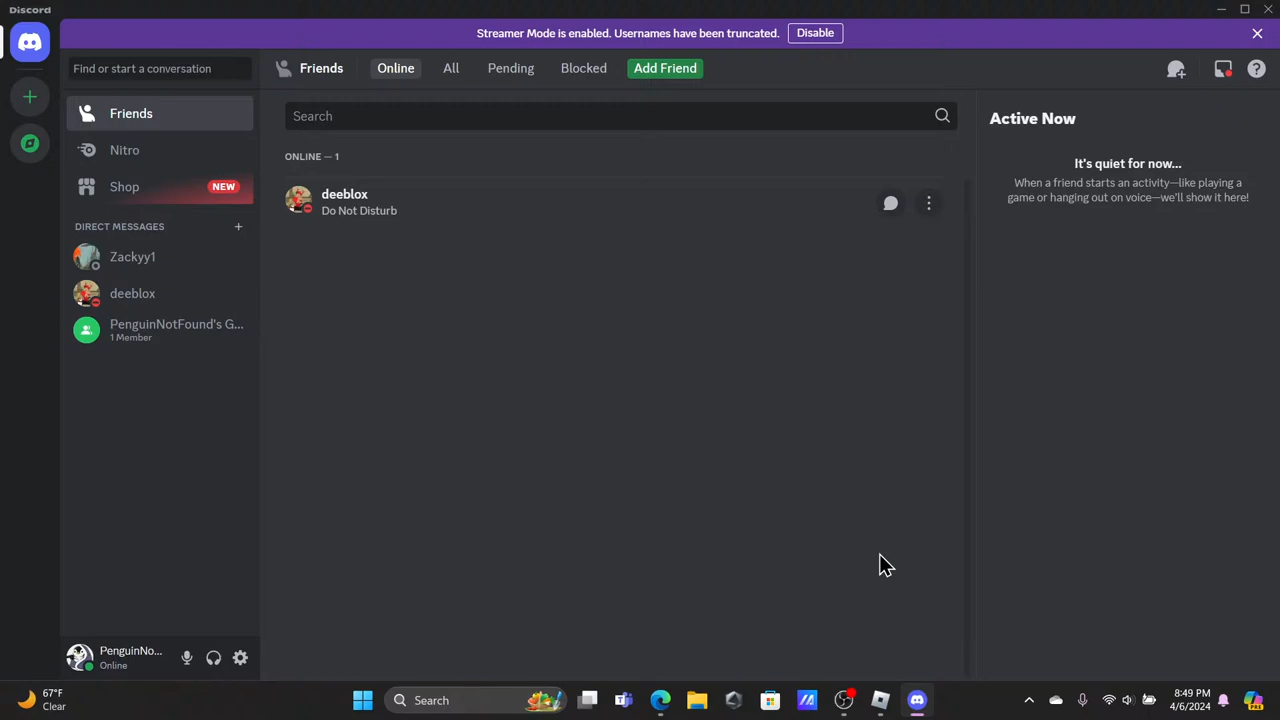 Discord
Streamer Mode is enabled. Usernames have been truncated.
Disable
Find or start a conversation
Friends
Online
All
Pending
Blocked
Add Friend
Friends
Nitro
Shop
NEW
DIRECT MESSAGES
Zackyy1
deeblox
PenguinNotFound's G...
1 Member
Search
ONLINE — 1
deeblox
Do Not Disturb
Active Now
It's quiet for now...
When a friend starts an activity—like playing a
game or hanging out on voice—we'll show it here!
PenguinNo...
Online
67°F
Clear
Search
8:49 PM
4/6/2024
PRE